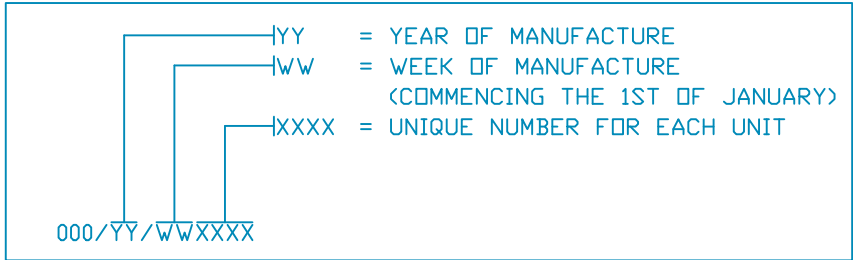 YY = YEAR OF MANUFACTURE
WW = WEEK OF MANUFACTURE
(COMMENCING THE 1ST OF JANUARY)
XXXX = UNIQUE NUMBER FOR EACH UNIT
000/YY/WWXXXX